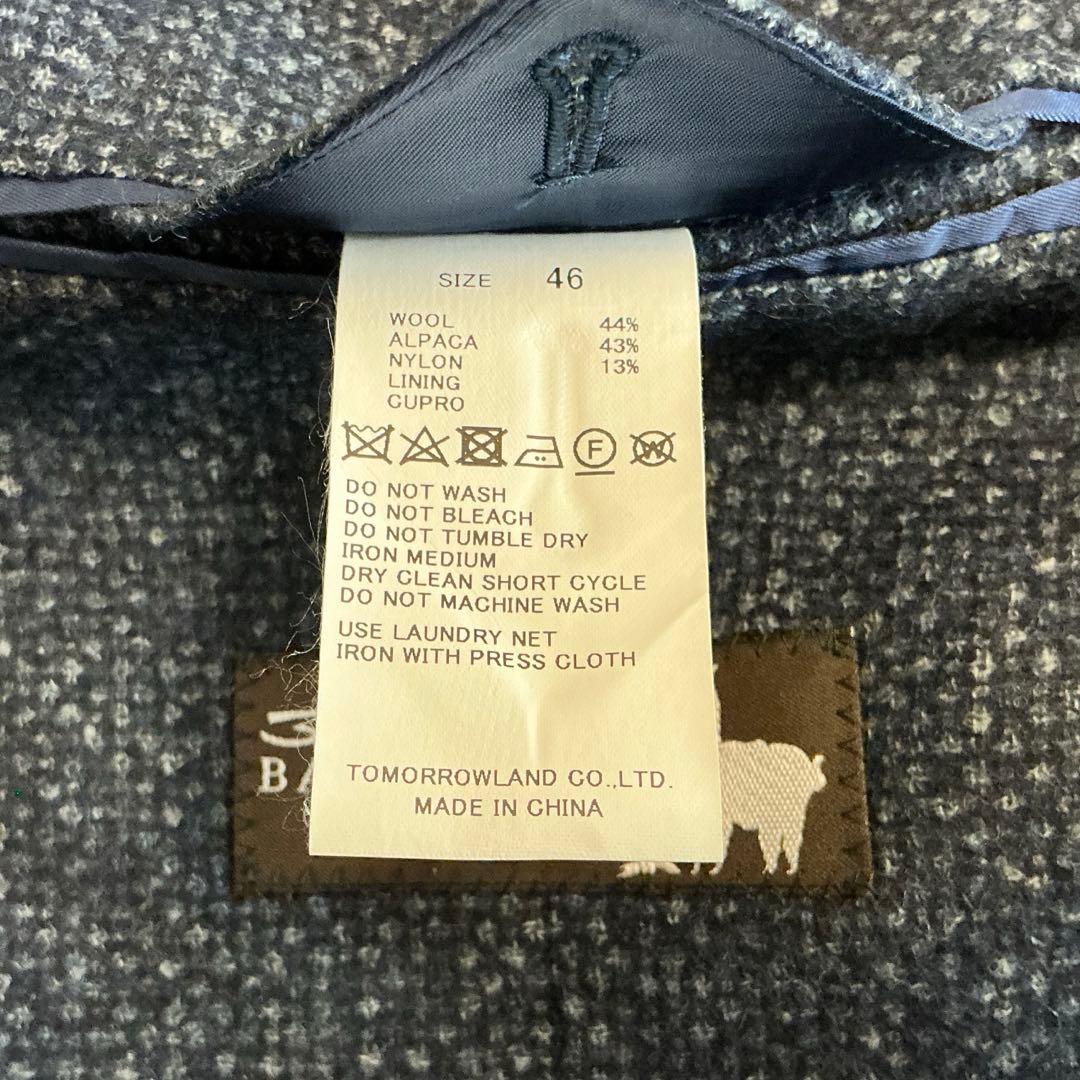 SIZE 46
WOOL 44%
ALPACA 43%
NYLON 13%
LINING
CUPRO
F W
DO NOT WASH
DO NOT BLEACH
DO NOT TUMBLE DRY
IRON MEDIUM
DRY CLEAN SHORT CYCLE
DO NOT MACHINE WASH
USE LAUNDRY NET
IRON WITH PRESS CLOTH
TOMORROWLAND CO.,LTD.
MADE IN CHINA